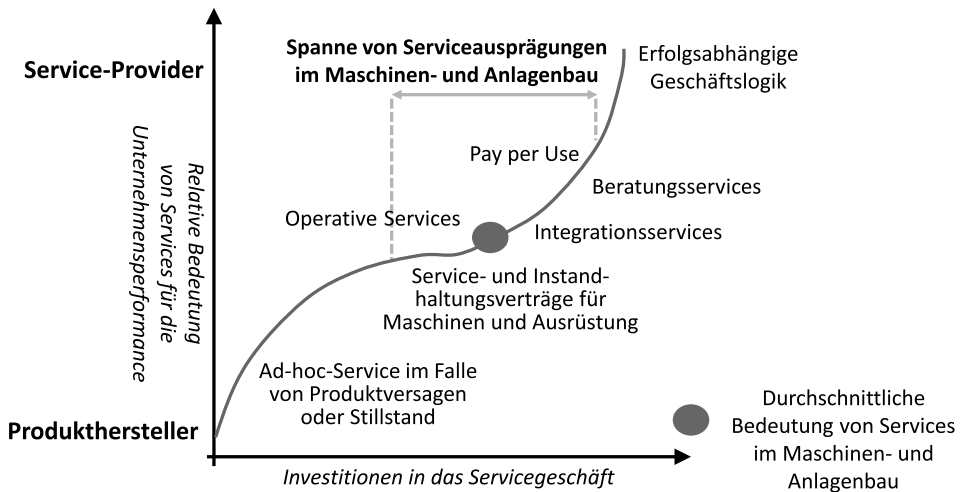 Spanne von Serviceausprägungen
im Maschinen- und Anlagenbau
Erfolgsabhängige
Geschäftslogik
Service-Provider
Relative Bedeutung
von Services für die
Unternehmensperformance
Pay per Use
Beratungsservices
Operative Services
Integrationsservices
Service- und Instand-
haltungsverträge für
Maschinen und Ausrüstung
Ad-hoc-Service im Falle
von Produktversagen
oder Stillstand
Produkthersteller
Investitionen in das Servicegeschäft
Durchschnittliche
Bedeutung von Services
im Maschinen- und
Anlagenbau